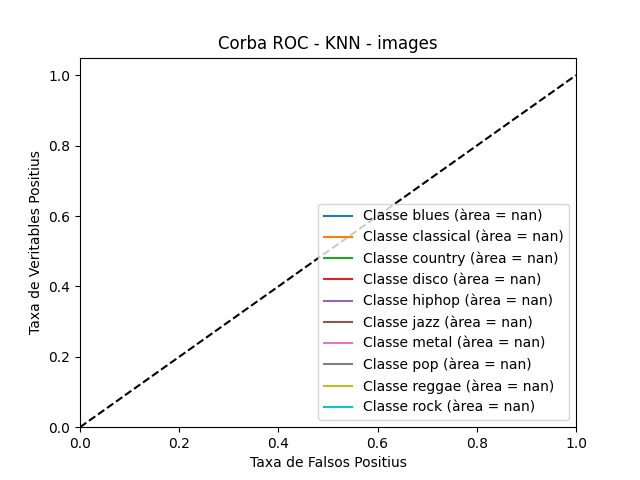 Corba ROC - KNN - images
Taxa de Veritables Positius
1.0
0.8
0.6
0.4
0.2
0.0
Classe blues (àrea = nan)
Classe classical (àrea = nan)
Classe country (àrea = nan)
Classe disco (àrea = nan)
Classe hiphop (àrea = nan)
Classe jazz (àrea = nan)
Classe metal (àrea = nan)
Classe pop (àrea = nan)
Classe reggae (àrea = nan)
Classe rock (àrea = nan)
0.0 0.2 0.4 0.6 0.8 1.0
Taxa de Falsos Positius